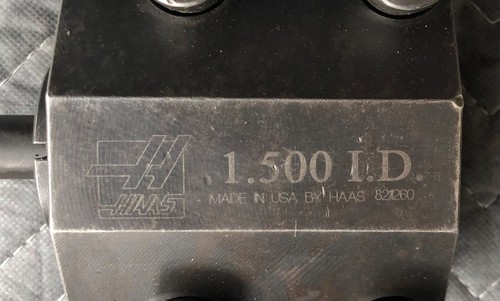 HAAS
1.500 I.D.
MADE IN USA BY HAAS 821260